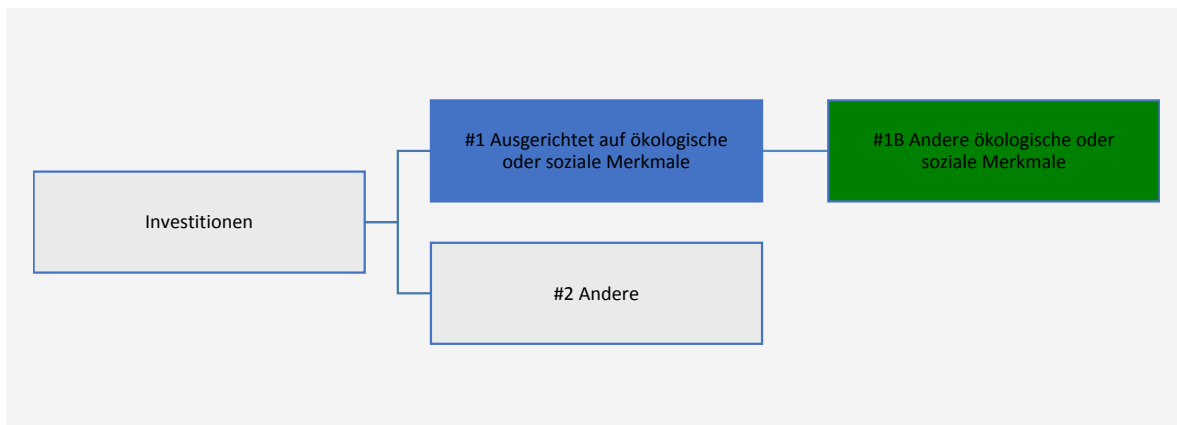 #1 Ausgerichtet auf ökologische
oder soziale Merkmale
#1B Andere ökologische oder
soziale Merkmale
Investitionen
#2 Andere